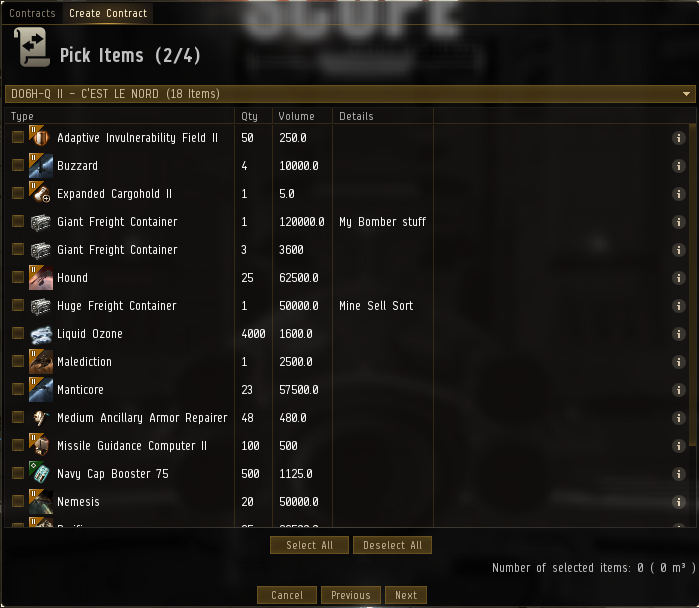 SCOPE
Contracts Create Contract
Pick Items (2/4)
DO6H-Q II - C'EST LE NORD (18 Items)
Type Qty Volume Details
Adaptive Invulnerability Field II 50 250.0
Buzzard 4 10000.0
Expanded Cargohold II 1 5.0
Giant Freight Container 1 120000.0 My Bomber stuff
Giant Freight Container 3 3600
Hound 25 62500.0
Huge Freight Container 1 50000.0 Mine Sell Sort
Liquid Ozone 4000 1600.0
Malediction 1 2500.0
Manticore 23 57500.0
Medium Ancillary Armor Repairer 48 480.0
Missile Guidance Computer II 100 500
Navy Cap Booster 75 500 1125.0
Nemesis 20 50000.0
Select All Deselect All
Number of selected items: 0 ( 0 m³ )
Cancel Previous Next